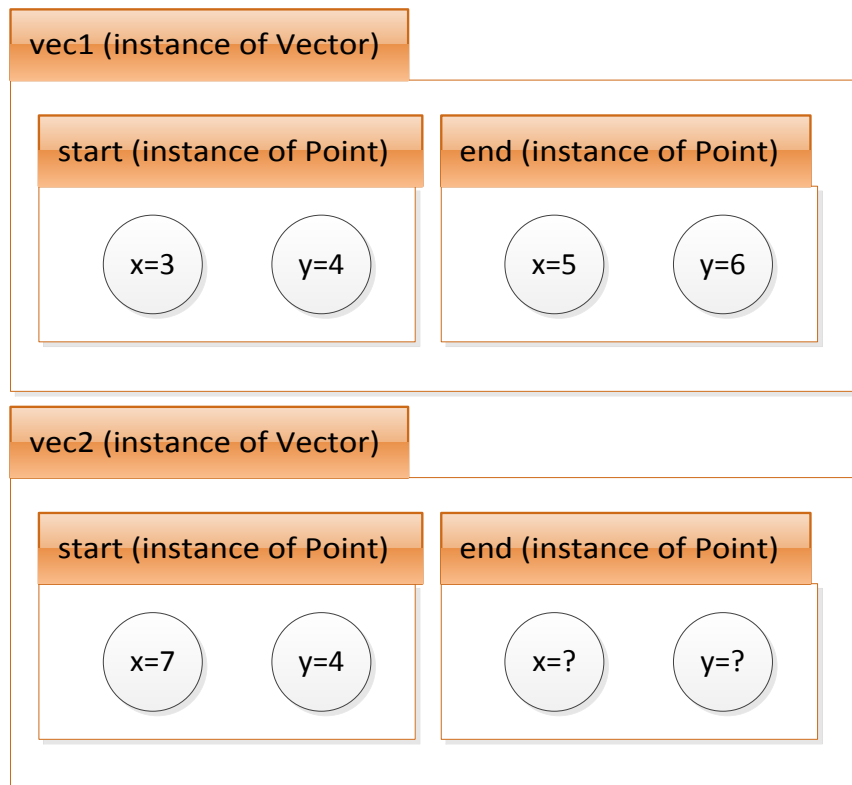 vec1 (instance of Vector)
start (instance of Point)
end (instance of Point)
x=3
y=4
x=5
y=6
vec2 (instance of Vector)
start (instance of Point)
end (instance of Point)
x=7
y=4
x=?
y=?